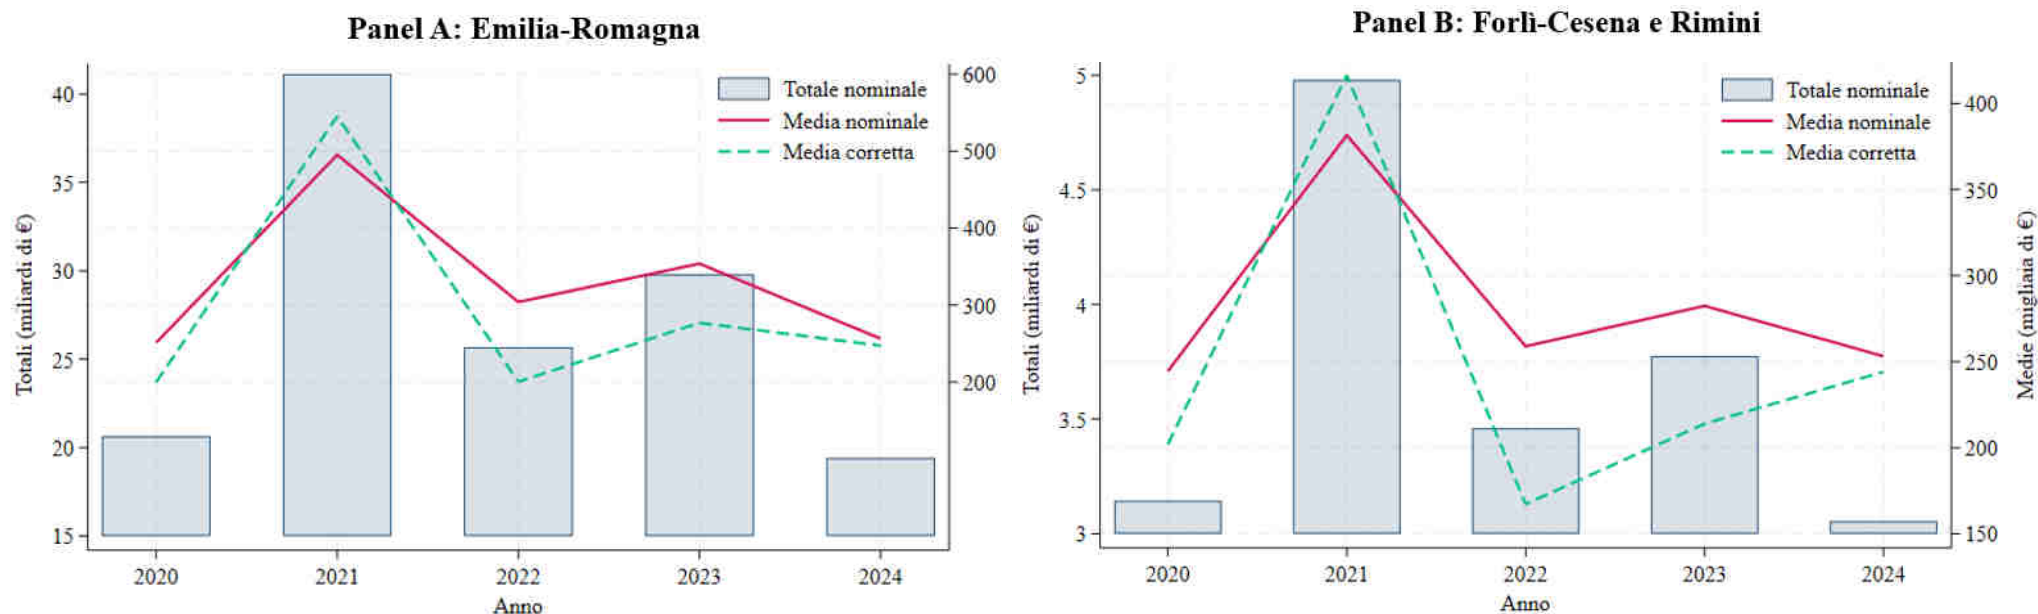 Panel A: Emilia-Romagna
Totali (miliardi di €)
40
35
30
25
20
15
600
500
400
300
200
Totale nominale
Media nominale
Media corretta
2020 2021 2022 2023 2024
Anno
Panel B: Forlì-Cesena e Rimini
Totali (miliardi di €)
5
4.5
4
3.5
3
400
350
300
250
200
150
Medie (migliaia di €)
Totale nominale
Media nominale
Media corretta
2020 2021 2022 2023 2024
Anno